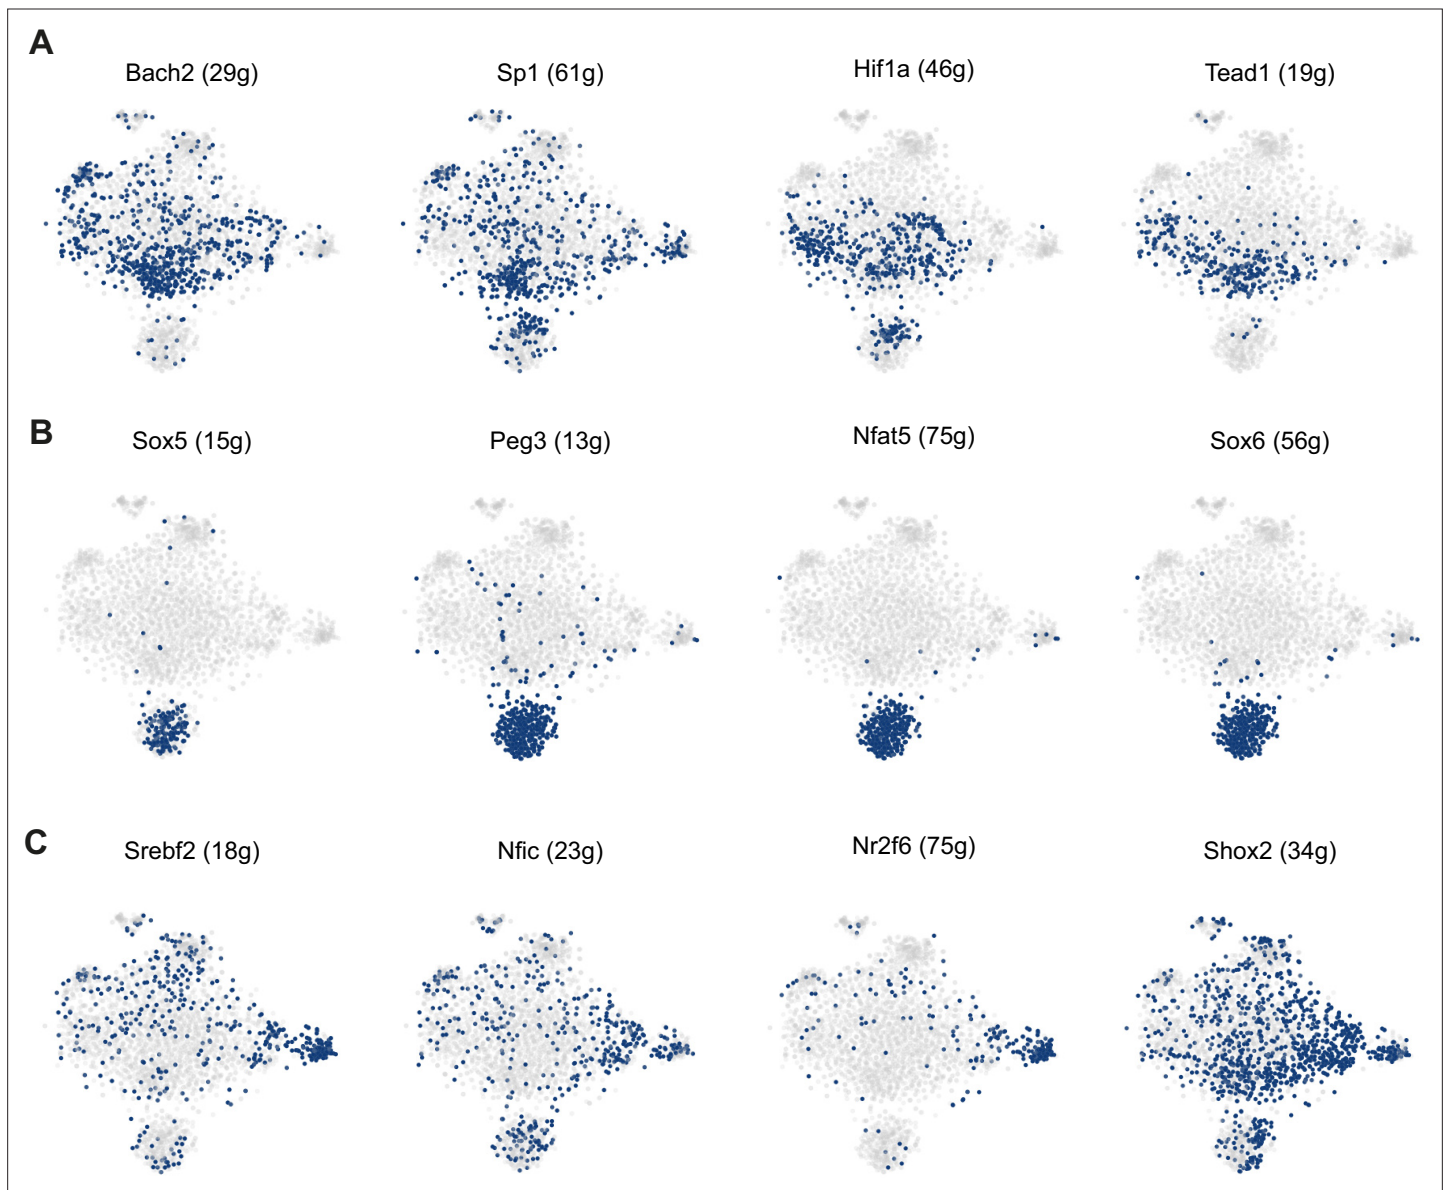 A
Bach2 (29g) Sp1 (61g) Hif1a (46g) Tead1 (19g)
B
Sox5 (15g) Peg3 (13g) Nfat5 (75g) Sox6 (56g)
C
Srebf2 (18g) Nfic (23g) Nr2f6 (75g) Shox2 (34g)